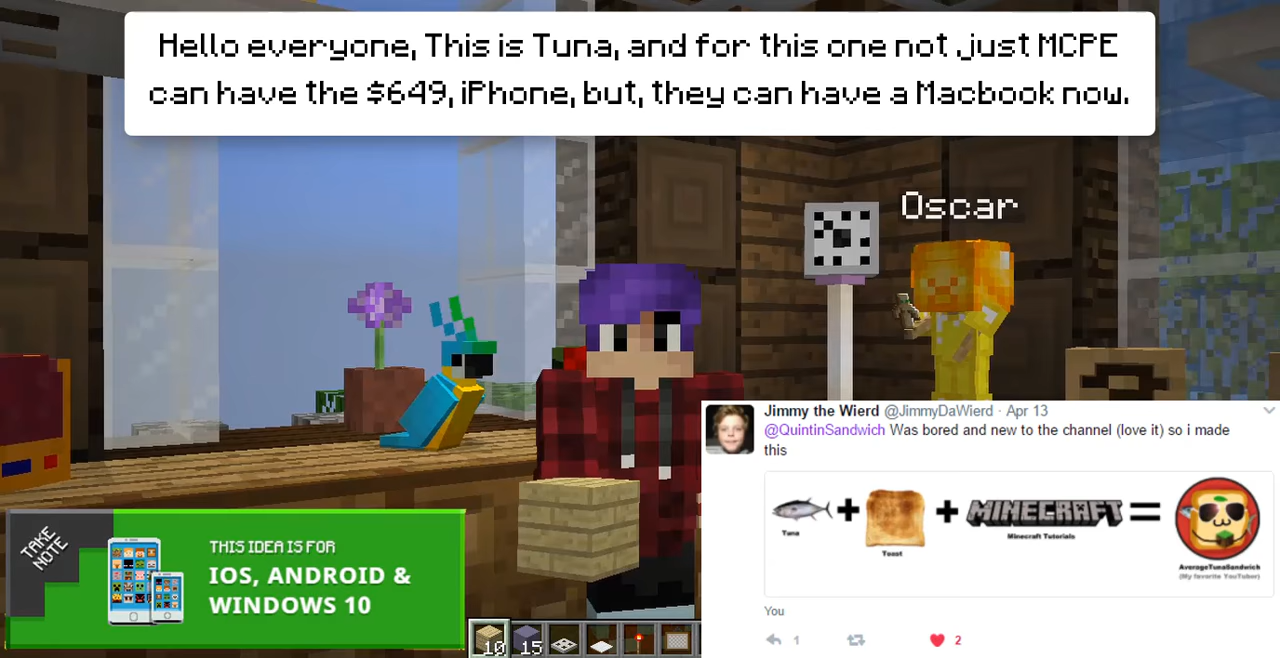 Hello everyone, This is Tuna, and for this one not just MCPE
can have the $649, iPhone, but, they can have a Macbook now.
Oscar
Jimmy the Wierd @JimmyDaWierd · Apr 13
@QuintinSandwich Was bored and new to the channel (love it) so i made
this
+ + MINECRAFT =
Tuna
Toast
Minecraft Tutorials
AverageTunaSandwich
(My favorite YouTuber)
You
1
2
TAKE
NOTE
THIS IDEA IS FOR
IOS, ANDROID &
WINDOWS 10
10 15